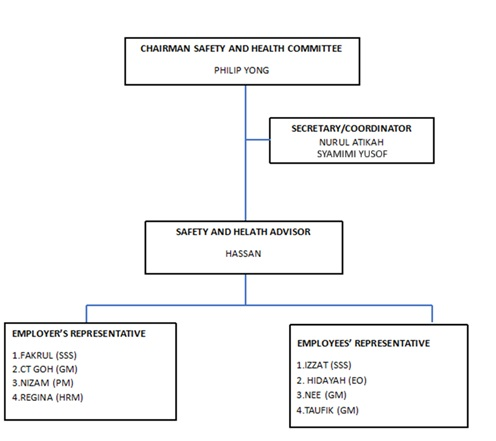 CHAIRMAN SAFETY AND HEALTH COMMITTEE
PHILIP YONG
SECRETARY/COORDINATOR
NURUL ATIKAH
SYAMIMI YUSOF
SAFETY AND HELATH ADVISOR
HASSAN
EMPLOYER'S REPRESENTATIVE
1.FAKRUL (SSS)
2.CT GOH (GM)
3.NIZAM (PM)
4.REGINA (HRM)
EMPLOYEES' REPRESENTATIVE
1.IZZAT (SSS)
2. HIDAYAH (EO)
3.NEE (GM)
4.TAUFIK (GM)